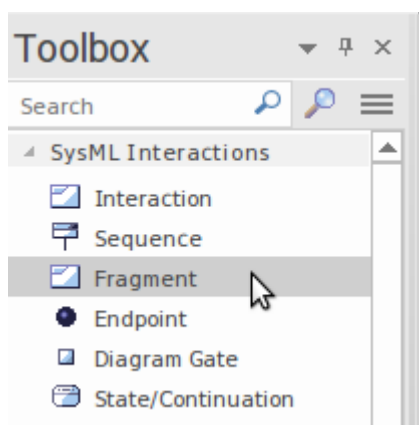 Toolbox
Search
SysML Interactions
Interaction
Sequence
Fragment
Endpoint
Diagram Gate
State/Continuation